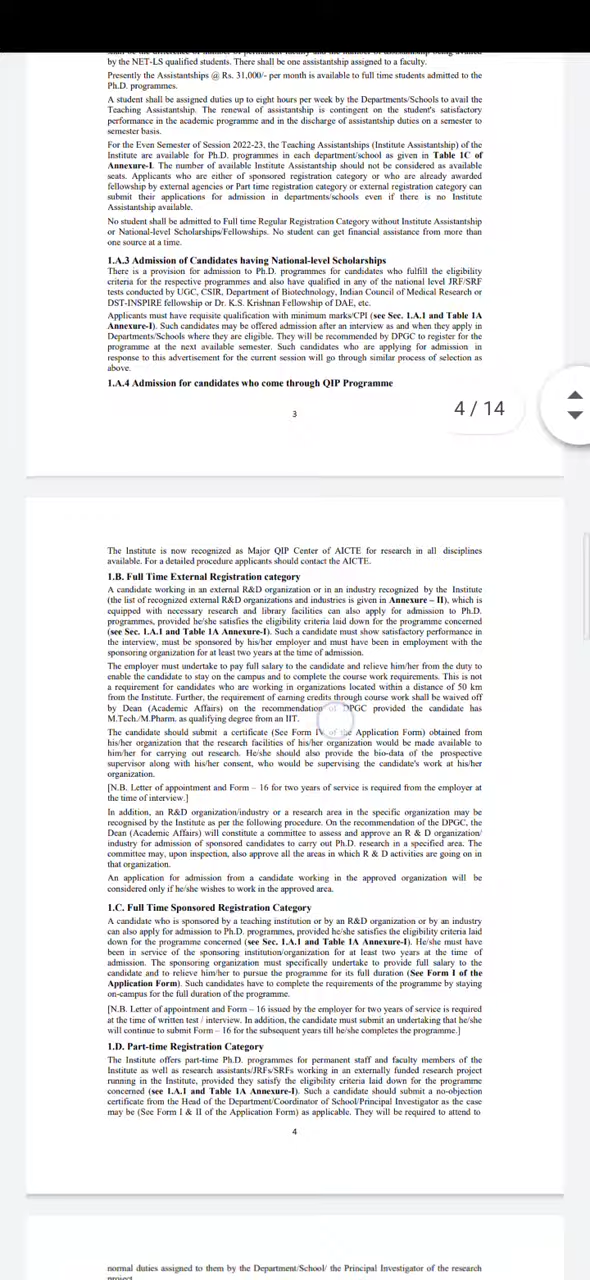 by the NET-LS qualified students. There shall be one assistantship assigned to a faculty.
Presently the Assistantships @ Rs. 31,000/- per month is available to full time students admitted to the
Ph.D. programmes.
A student shall be assigned duties up to eight hours per week by the Departments/Schools to avail the
Teaching Assistantship. The renewal of assistantship is contingent on the student's satisfactory
performance in the academic programme and in the discharge of assistantship duties on a semester to
semester basis.
For the Even Semester of Session 2022-23, the Teaching Assistantships (Institute Assistantship) of the
Institute are available for Ph.D. programmes in each department/school as given in Table 1C of
Annexure-I. The number of available Institute Assistantship should not be considered as available
seats. Applicants who are either of sponsored registration category or who are already awarded
fellowship by external agencies or Part time registration category or external registration category can
submit their applications for admission in departments/schools even if there is no Institute
Assistantship available.
No student shall be admitted to Full time Regular Registration Category without Institute Assistantship
or National-level Scholarships/Fellowships. No student can get financial assistance from more than
one source at a time.
1.A.3 Admission of Candidates having National-level Scholarships
There is a provision for admission to Ph.D. programmes for candidates who fulfill the eligibility
criteria for the respective programmes and also have qualified in any of the national level JRF/SRF
tests conducted by UGC, CSIR, Department of Biotechnology, Indian Council of Medical Research or
DST-INSPIRE fellowship or Dr. K.S. Krishnan Fellowship of DAE, etc.
Applicants must have requisite qualification with minimum marks/CPI (see Sec. 1.A.1 and Table 1A
Annexure-I). Such candidates may be offered admission after an interview as and when they apply in
Departments/Schools where they are eligible. They will be recommended by DPGC to register for the
programme at the next available semester. Such candidates who are applying for admission in
response to this advertisement for the current session will go through similar process of selection as
above.
1.A.4 Admission for candidates who come through QIP Programme
3
4 / 14
The Institute is now recognized as Major QIP Center of AICTE for research in all disciplines
available. For a detailed procedure applicants should contact the AICTE.
1.B. Full Time External Registration category
A candidate working in an external R&D organization or in an industry recognized by the Institute
(the list of recognized external R&D organizations and industries is given in Annexure – II), which is
equipped with necessary research and library facilities can also apply for admission to Ph.D.
programmes, provided he/she satisfies the eligibility criteria laid down for the programme concerned
(see Sec. 1.A.1 and Table 1A Annexure-I). Such a candidate must show satisfactory performance in
the interview, must be sponsored by his/her employer and must have been in employment with the
sponsoring organization for at least two years at the time of admission.
The employer must undertake to pay full salary to the candidate and relieve him/her from the duty to
enable the candidate to stay on the campus and to complete the course work requirements. This is not
a requirement for candidates who are working in organizations located within a distance of 50 km
from the Institute. Further, the requirement of earning credits through course work shall be waived off
by Dean (Academic Affairs) on the recommendation of DPGC provided the candidate has
M.Tech./M.Pharm. as qualifying degree from an IIT.
The candidate should submit a certificate (See Form IV of the Application Form) obtained from
his/her organization that the research facilities of his/her organization would be made available to
him/her for carrying out research. He/she should also provide the bio-data of the prospective
supervisor along with his/her consent, who would be supervising the candidate's work at his/her
organization.
[N.B. Letter of appointment and Form – 16 for two years of service is required from the employer at
the time of interview.]
In addition, an R&D organization/industry or a research area in the specific organization may be
recognised by the Institute as per the following procedure. On the recommendation of the DPGC, the
Dean (Academic Affairs) will constitute a committee to assess and approve an R & D organization/
industry for admission of sponsored candidates to carry out Ph.D. research in a specified area. The
committee may, upon inspection, also approve all the areas in which R & D activities are going on in
that organization.
An application for admission from a candidate working in the approved organization will be
considered only if he/she wishes to work in the approved area.
1.C. Full Time Sponsored Registration Category
A candidate who is sponsored by a teaching institution or by an R&D organization or by an industry
can also apply for admission to Ph.D. programmes, provided he/she satisfies the eligibility criteria laid
down for the programme concerned (see Sec. 1.A.1 and Table 1A Annexure-I). He/she must have
been in service of the sponsoring institution/organization for at least two years at the time of
admission. The sponsoring organization must specifically undertake to provide full salary to the
candidate and to relieve him/her to pursue the programme for its full duration (See Form I of the
Application Form). Such candidates have to complete the requirements of the programme by staying
on-campus for the full duration of the programme.
[N.B. Letter of appointment and Form – 16 issued by the employer for two years of service is required
at the time of written test / interview. In addition, the candidate must submit an undertaking that he/she
will continue to submit Form – 16 for the subsequent years till he/she completes the programme.]
1.D. Part-time Registration Category
The Institute offers part-time Ph.D. programmes for permanent staff and faculty members of the
Institute as well as research assistants/JRFs/SRFs working in an externally funded research project
running in the Institute, provided they satisfy the eligibility criteria laid down for the programme
concerned (see 1.A.1 and Table 1A Annexure-I). Such a candidate should submit a no-objection
certificate from the Head of the Department/Coordinator of School/Principal Investigator as the case
may be (See Form I & II of the Application Form) as applicable. They will be required to attend to
4
normal duties assigned to them by the Department/School/ the Principal Investigator of the research